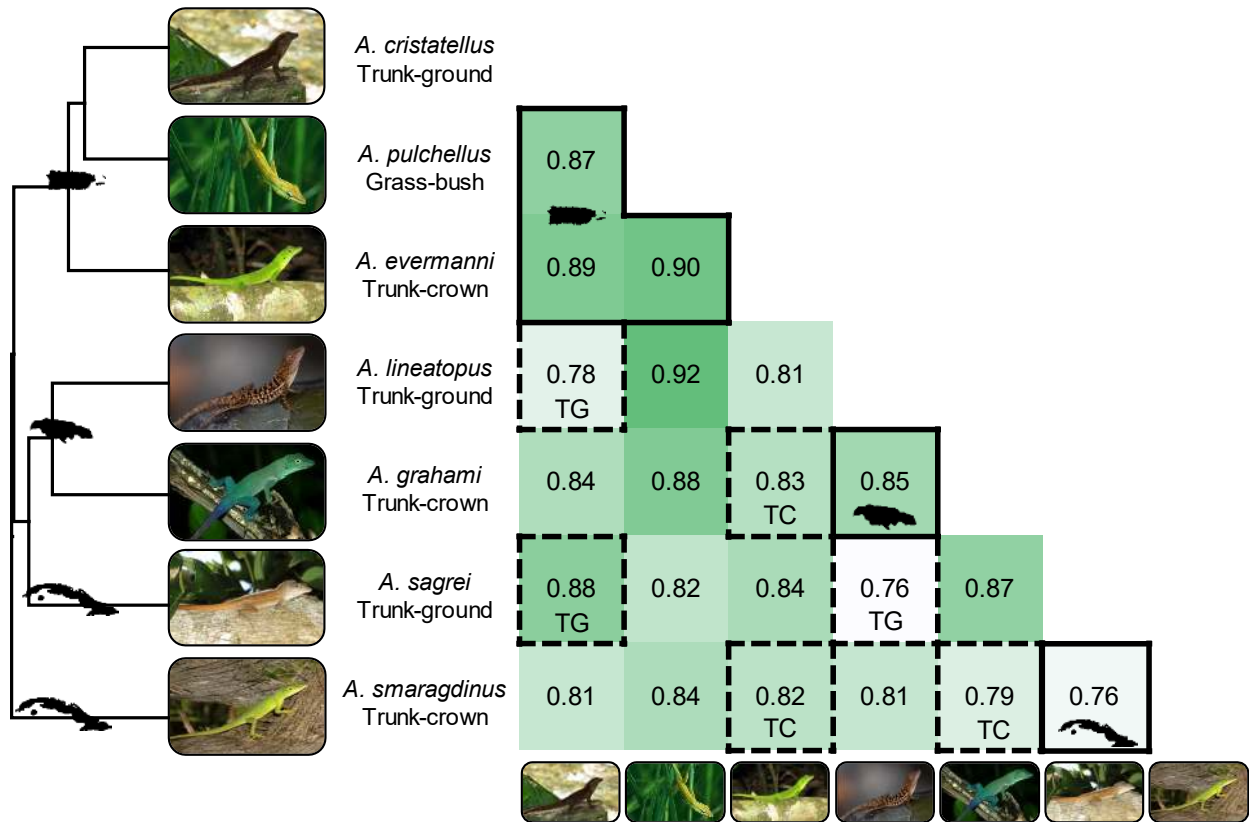 A. cristatellus
Trunk-ground
A. pulchellus
Grass-bush
0.87
A. evermanni
Trunk-crown
0.89 0.90
A. lineatopus
Trunk-ground
0.78 0.92 0.81
TG
A. grahami
Trunk-crown
0.84 0.88 0.83 0.85
TC
A. sagrei
Trunk-ground
0.88 0.82 0.84 0.76 0.87
TG TG
A. smaragdinus
Trunk-crown
0.81 0.84 0.82 0.81 0.79 0.76
TC TC